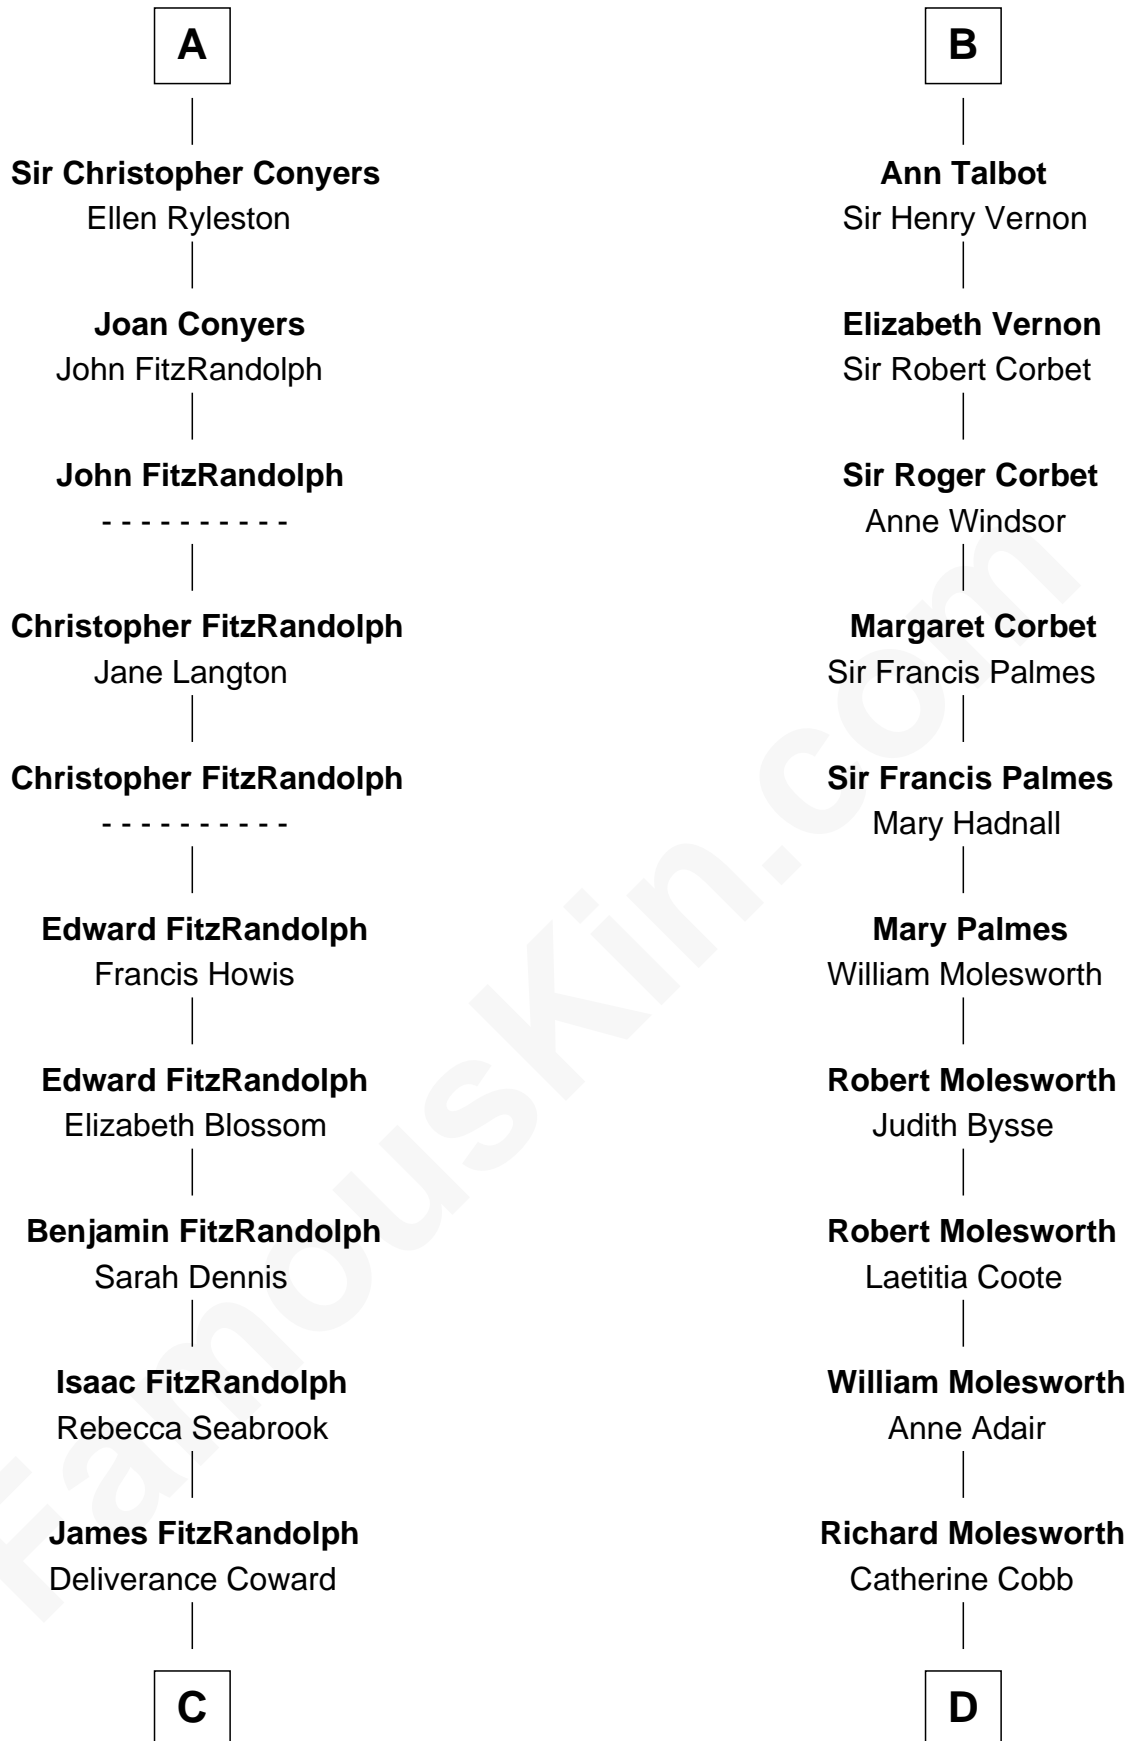 A
Sir Christopher Conyers
Ellen Ryleston
Joan Conyers
John FitzRandolph
John FitzRandolph
- - - - - - - - - -
Christopher FitzRandolph
Jane Langton
Christopher FitzRandolph
- - - - - - - - - -
Edward FitzRandolph
Francis Howis
Edward FitzRandolph
Elizabeth Blossom
Benjamin FitzRandolph
Sarah Dennis
Isaac FitzRandolph
Rebecca Seabrook
James FitzRandolph
Deliverance Coward
C
B
Ann Talbot
Sir Henry Vernon
Elizabeth Vernon
Sir Robert Corbet
Sir Roger Corbet
Anne Windsor
Margaret Corbet
Sir Francis Palmes
Sir Francis Palmes
Mary Hadnall
Mary Palmes
William Molesworth
Robert Molesworth
Judith Bysse
Robert Molesworth
Laetitia Coote
William Molesworth
Anne Adair
Richard Molesworth
Catherine Cobb
D
FamousKin.com